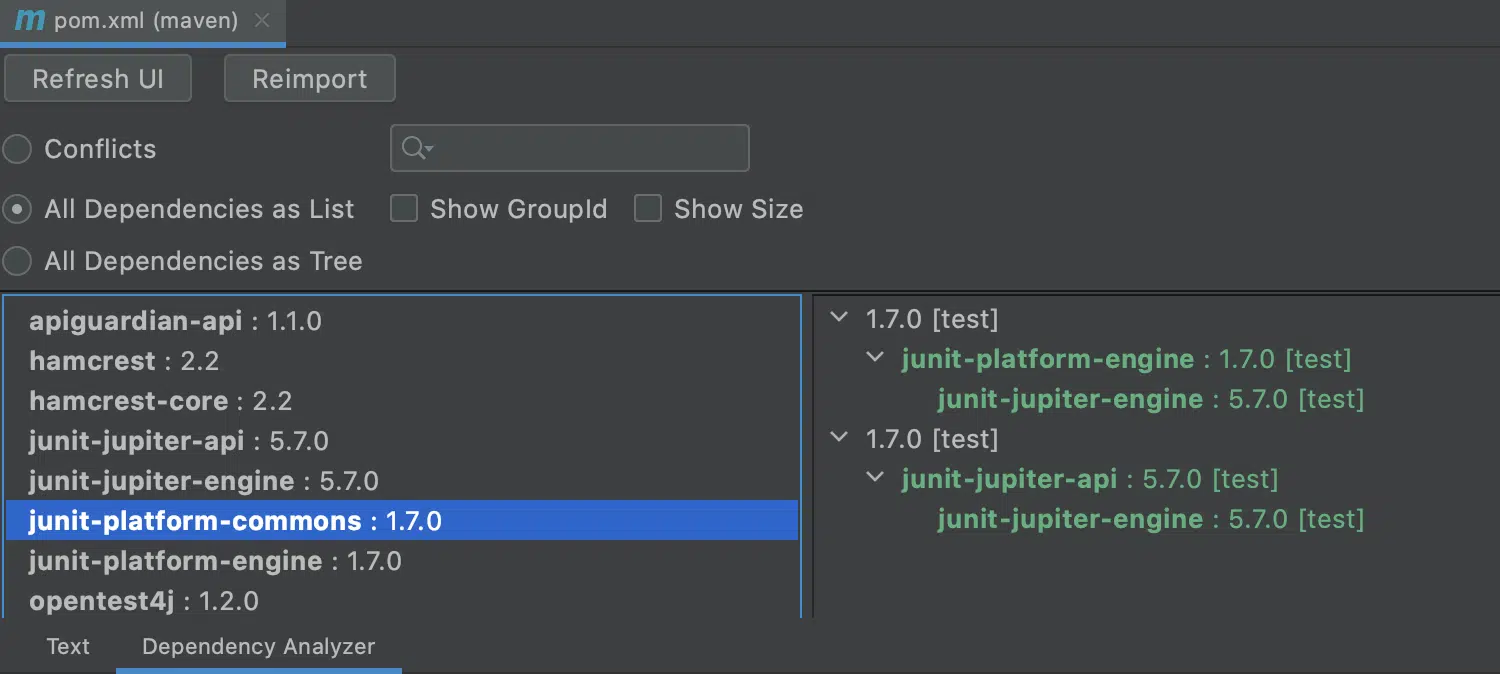 m pom.xml (maven)
Refresh UI Reimport
Conflicts
All Dependencies as List Show GroupId Show Size
All Dependencies as Tree
apiguardian-api : 1.1.0
hamcrest : 2.2
hamcrest-core : 2.2
junit-jupiter-api : 5.7.0
junit-jupiter-engine : 5.7.0
junit-platform-commons : 1.7.0
junit-platform-engine : 1.7.0
opentest4j : 1.2.0
1.7.0 [test]
junit-platform-engine : 1.7.0 [test]
junit-jupiter-engine : 5.7.0 [test]
1.7.0 [test]
junit-jupiter-api : 5.7.0 [test]
junit-jupiter-engine : 5.7.0 [test]
Text Dependency Analyzer